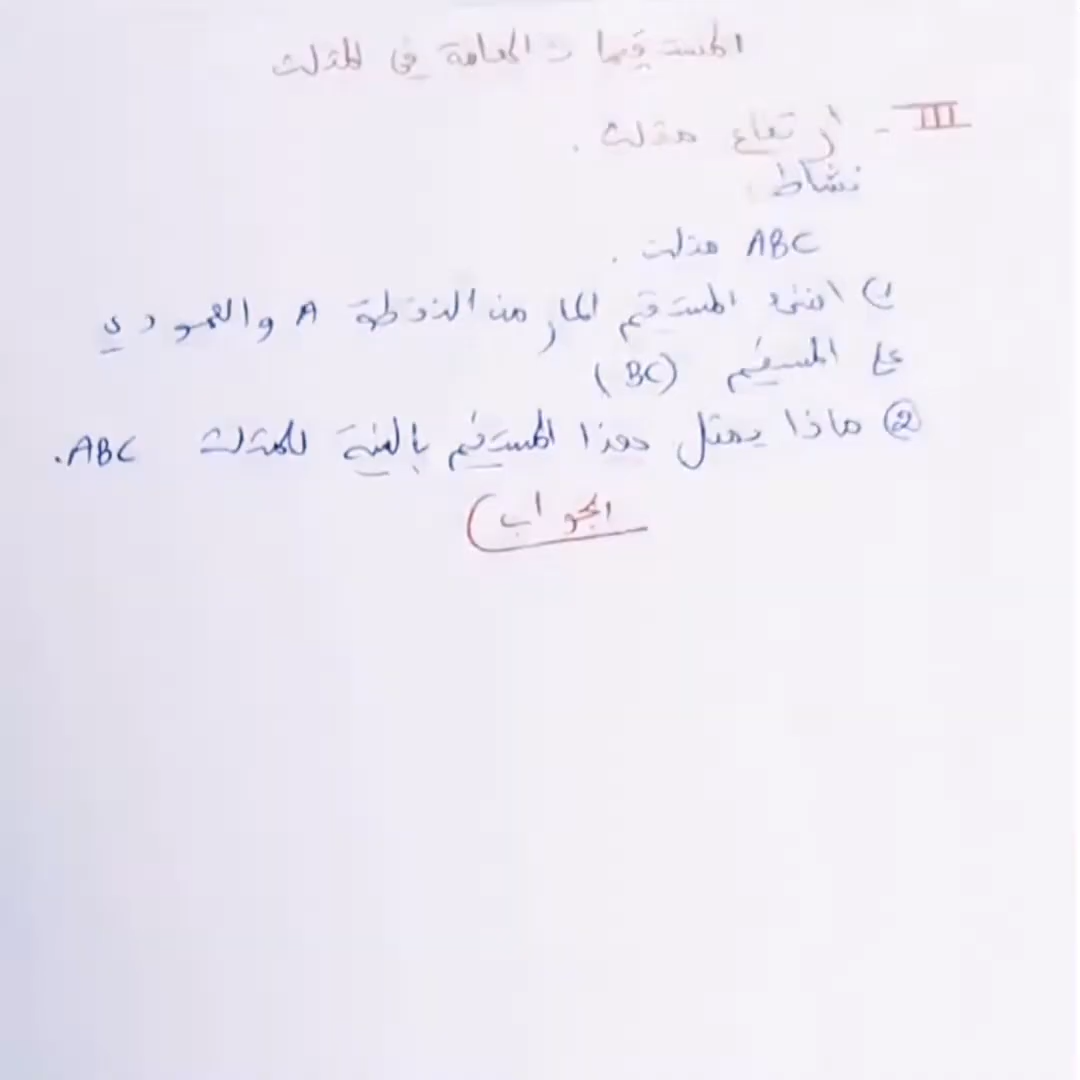 المستقيمات الهامة في المثلث
III - ارتفاع مثلث .
نشاط :
ABC مثلث .
1) انشئ المستقيم المار من النقطة A والعمودي
على المستقيم (BC)
② ماذا يمثل هذا المستقيم بالنسبة للمثلث ABC.
الجواب